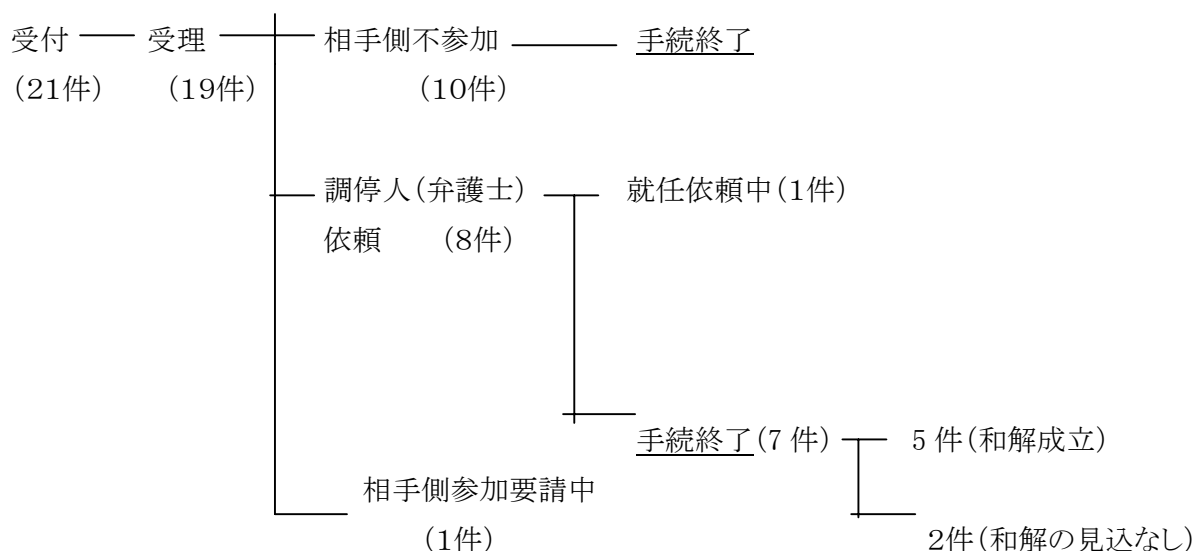 受付 受理 相手側不参加 手続終了
(21件) (19件) (10件)
調停人(弁護士) 就任依頼中(1件)
依頼 (8件)
手続終了(7 件) 5 件(和解成立)
相手側参加要請中
(1件) 2件(和解の見込なし)